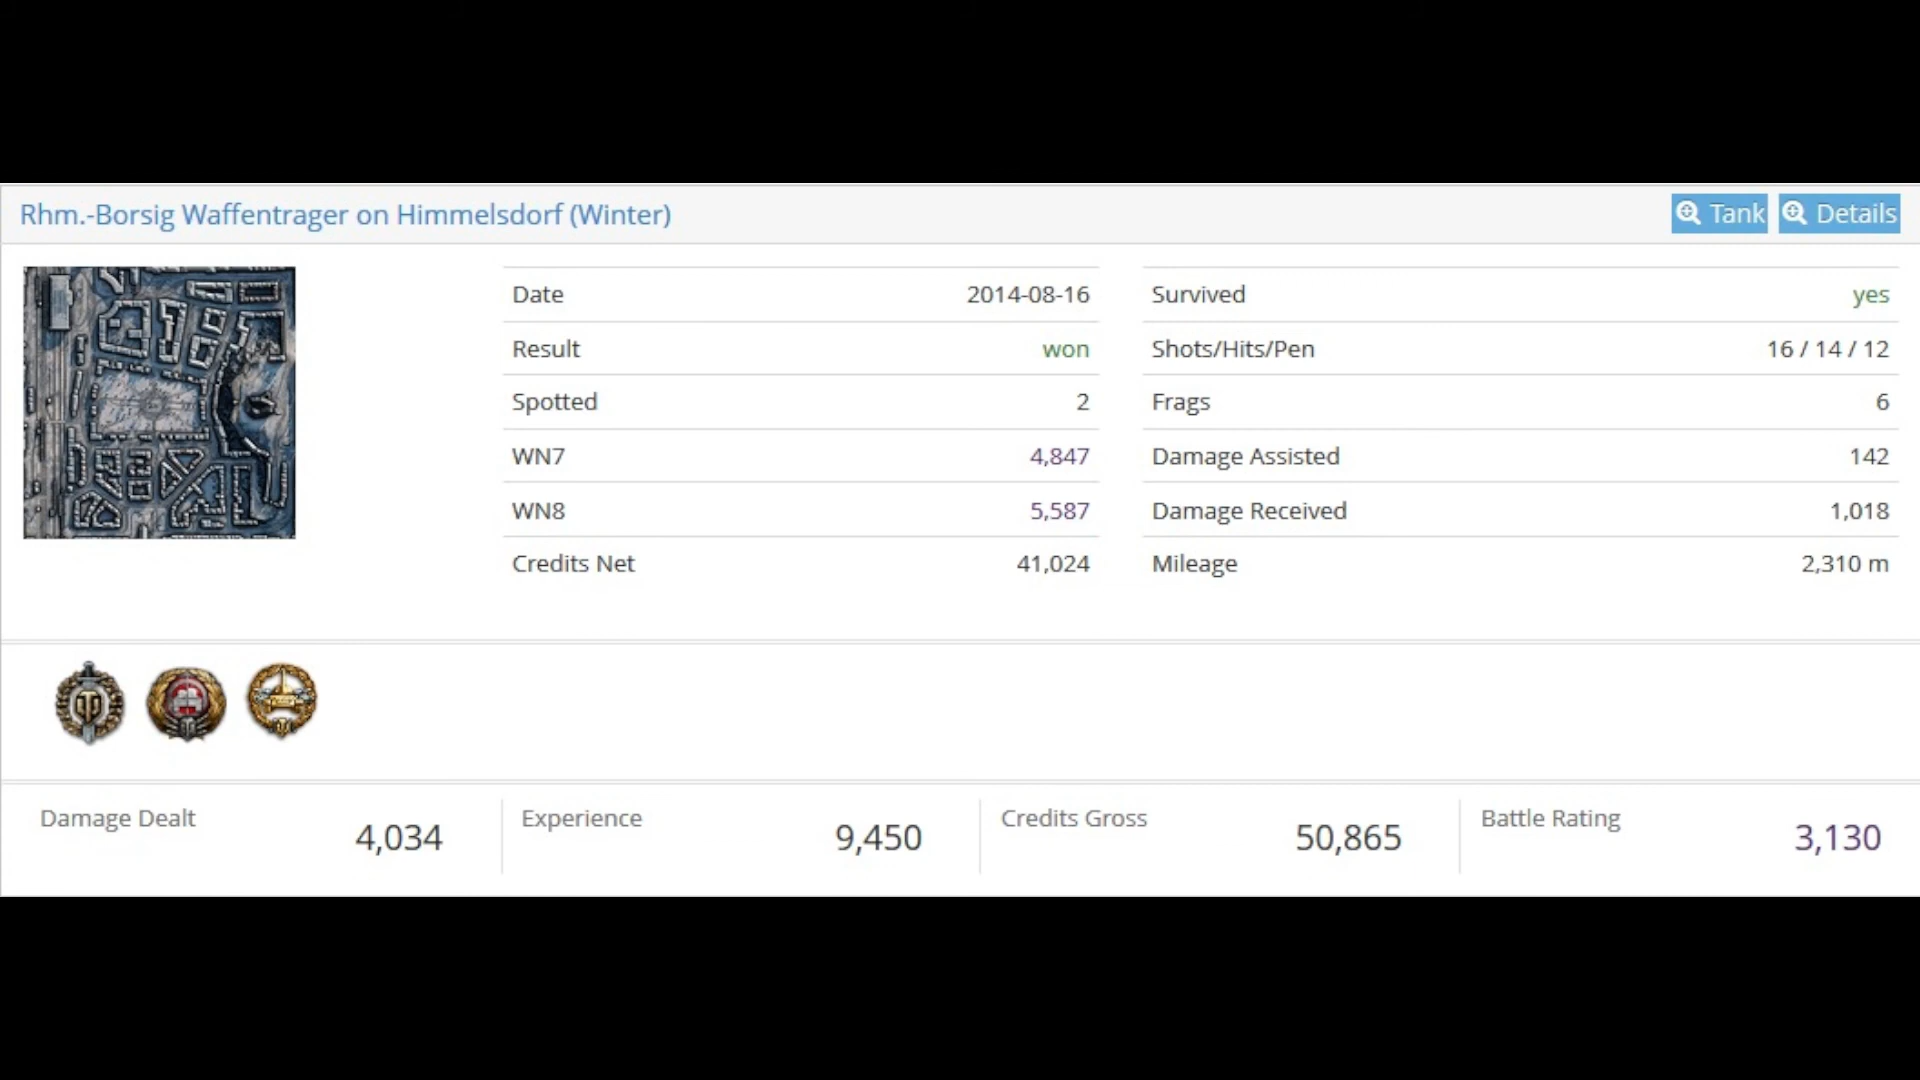 Rhm.-Borsig Waffentrager on Himmelsdorf (Winter)
Tank
Details
Date 2014-08-16
Result won
Spotted 2
WN7 4,847
WN8 5,587
Credits Net 41,024
Survived yes
Shots/Hits/Pen 16 / 14 / 12
Frags 6
Damage Assisted 142
Damage Received 1,018
Mileage 2,310 m
Damage Dealt 4,034
Experience 9,450
Credits Gross 50,865
Battle Rating 3,130